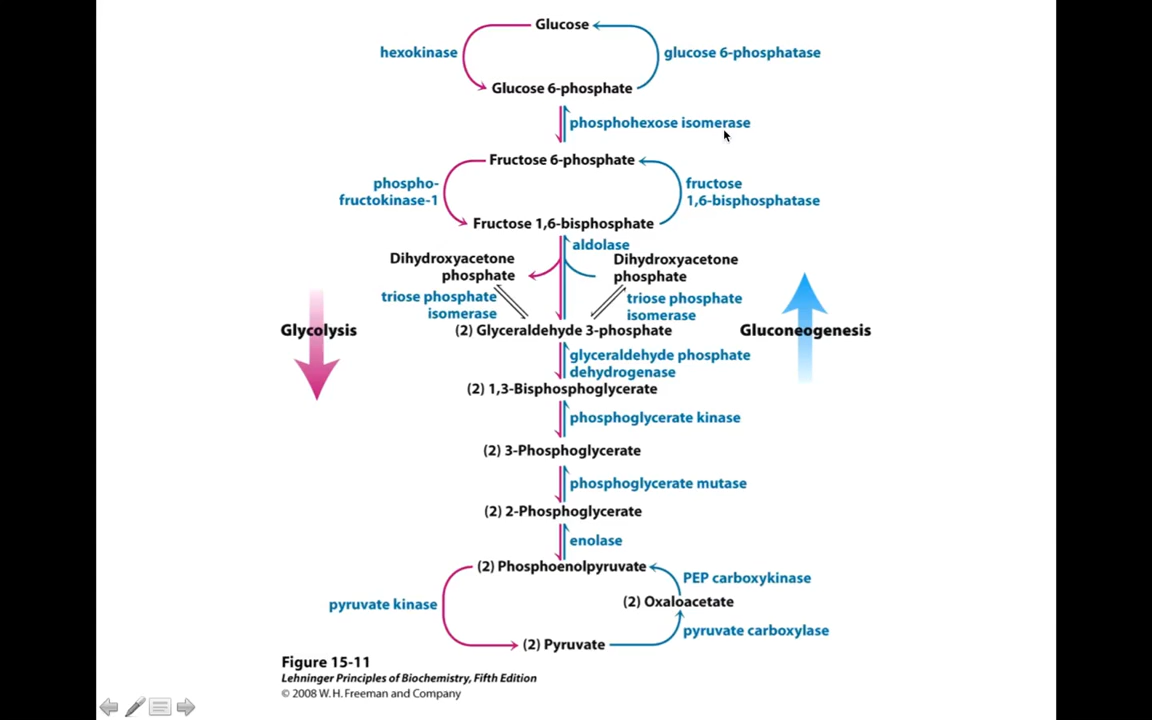 Glucose
hexokinase
glucose 6-phosphatase
Glucose 6-phosphate
phosphohexose isomerase
Fructose 6-phosphate
phospho-
fructokinase-1
fructose
1,6-bisphosphatase
Fructose 1,6-bisphosphate
aldolase
Dihydroxyacetone
phosphate
Dihydroxyacetone
phosphate
triose phosphate
isomerase
triose phosphate
isomerase
Glycolysis
(2) Glyceraldehyde 3-phosphate
Gluconeogenesis
glyceraldehyde phosphate
dehydrogenase
(2) 1,3-Bisphosphoglycerate
phosphoglycerate kinase
(2) 3-Phosphoglycerate
phosphoglycerate mutase
(2) 2-Phosphoglycerate
enolase
(2) Phosphoenolpyruvate
PEP carboxykinase
(2) Oxaloacetate
pyruvate kinase
pyruvate carboxylase
(2) Pyruvate
Figure 15-11
Lehninger Principles of Biochemistry, Fifth Edition
© 2008 W. H. Freeman and Company